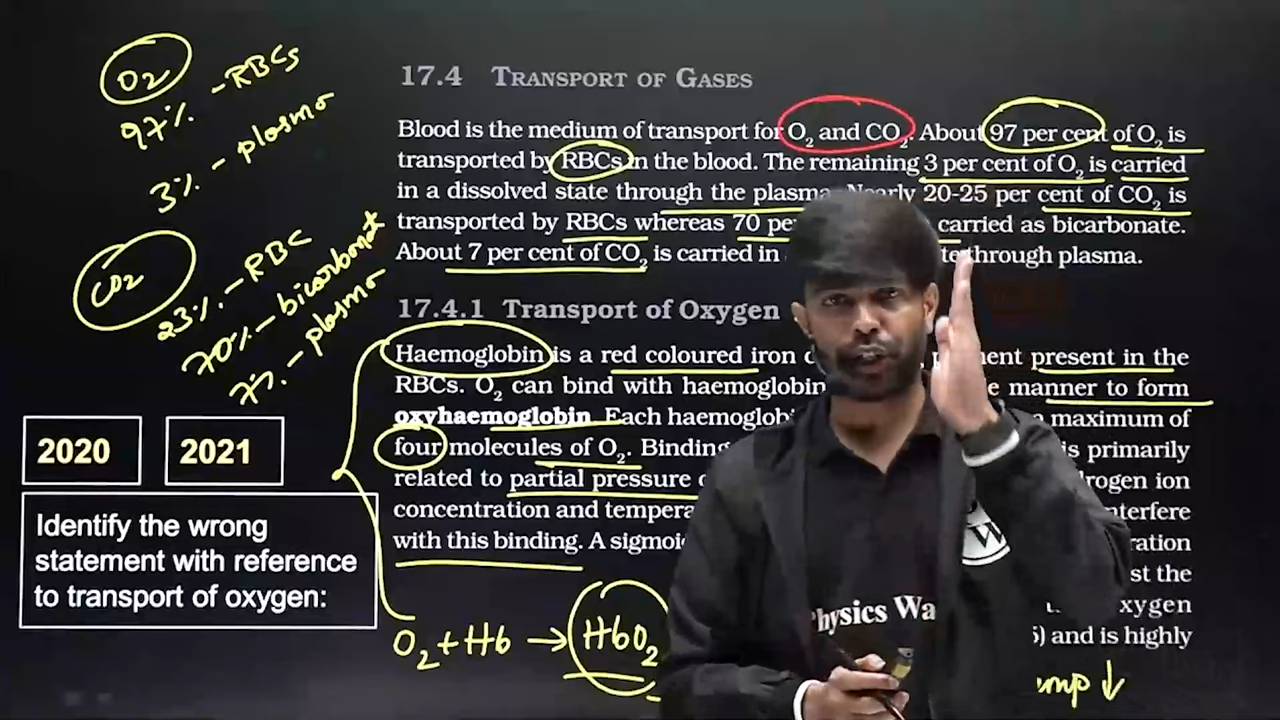 O2
97% - RBCs
3% - plasma
CO2
23% - RBC
70% - bicarbonat
7% - plasma
17.4 TRANSPORT OF GASES
Blood is the medium of transport for O₂ and CO₂. About 97 per cent of O₂ is
transported by RBCs in the blood. The remaining 3 per cent of O₂ is carried
in a dissolved state through the plasma. Nearly 20-25 per cent of CO₂ is
transported by RBCs whereas 70 pe carried as bicarbonate.
About 7 per cent of CO₂ is carried in te through plasma.
17.4.1 Transport of Oxygen
Haemoglobin is a red coloured iron present in the
RBCs. O₂ can bind with haemoglobin manner to form
oxyhaemoglobin. Each haemoglobi a maximum of
four molecules of O₂. Binding is primarily
related to partial pressure rogen ion
concentration and tempera nterfere
with this binding. A sigmoi ration
st the
xygen
) and is highly
2020
2021
Identify the wrong
statement with reference
to transport of oxygen:
O₂ + Hb → HbO₂
mp ↓
Physics Wa
W